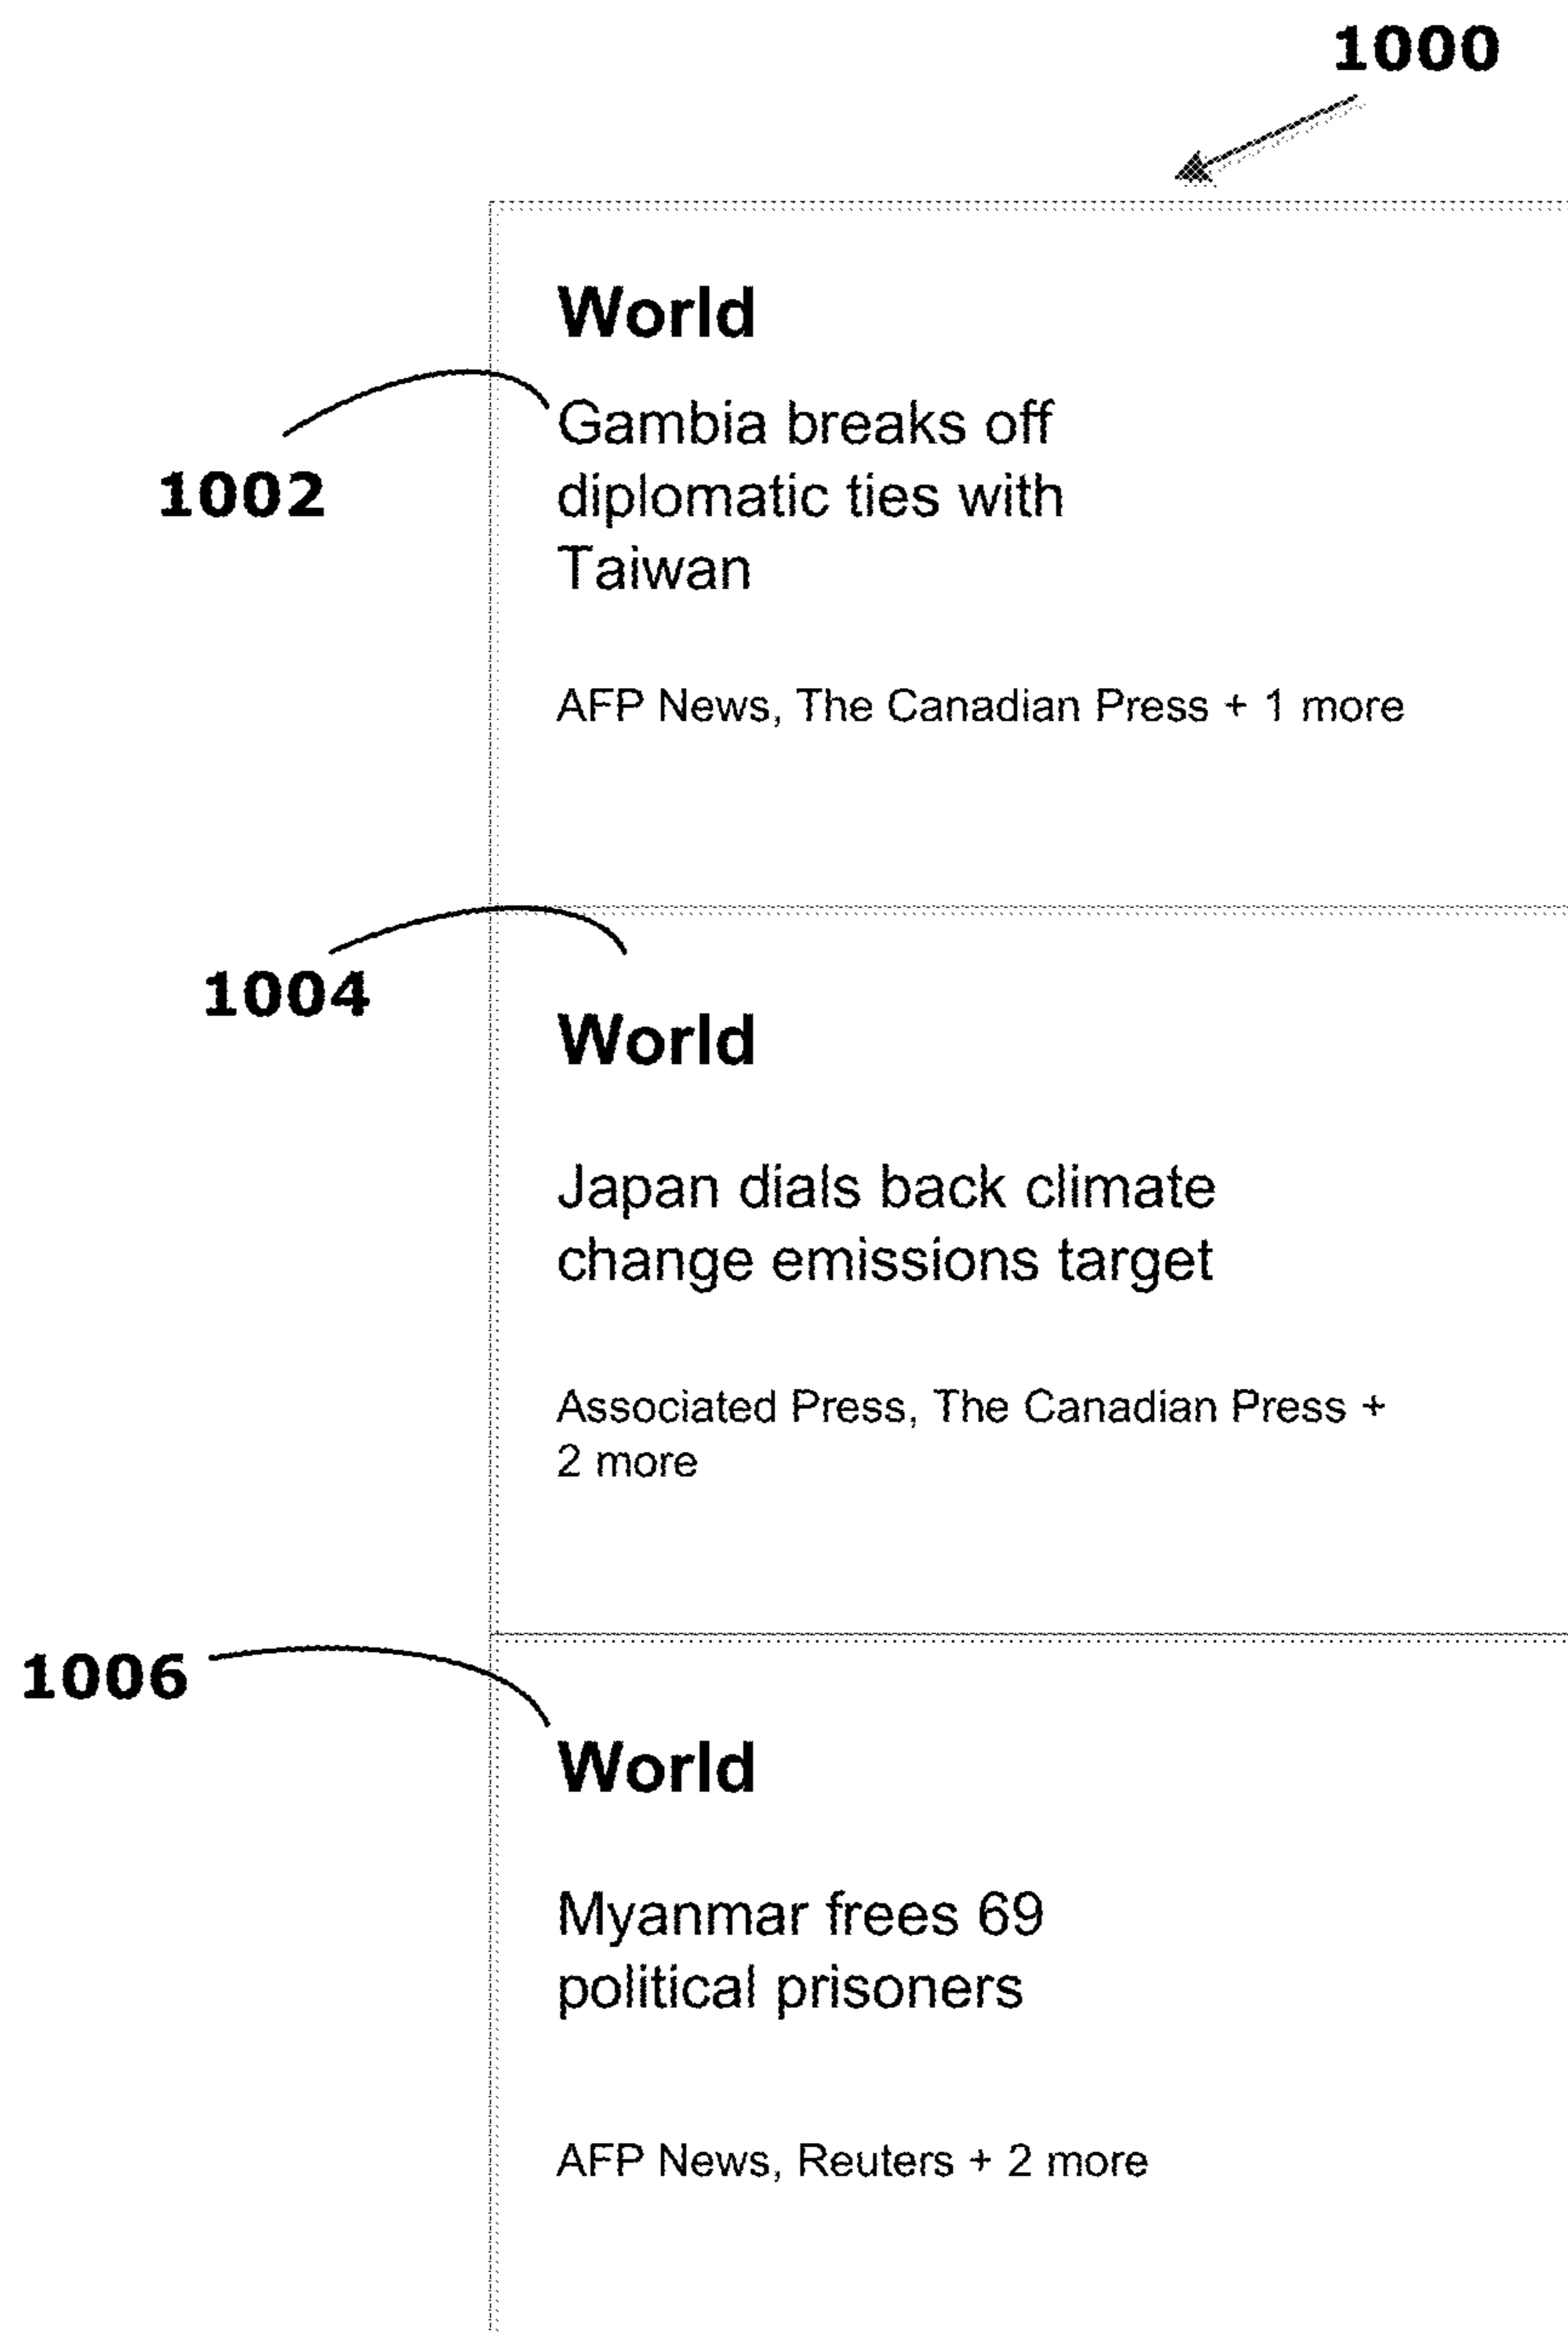 1000
World
1002
Gambia breaks off
diplomatic ties with
Taiwan
AFP News, The Canadian Press + 1 more
1004
World
Japan dials back climate
change emissions target
Associated Press, The Canadian Press +
2 more
1006
World
Myanmar frees 69
political prisoners
AFP News, Reuters + 2 more